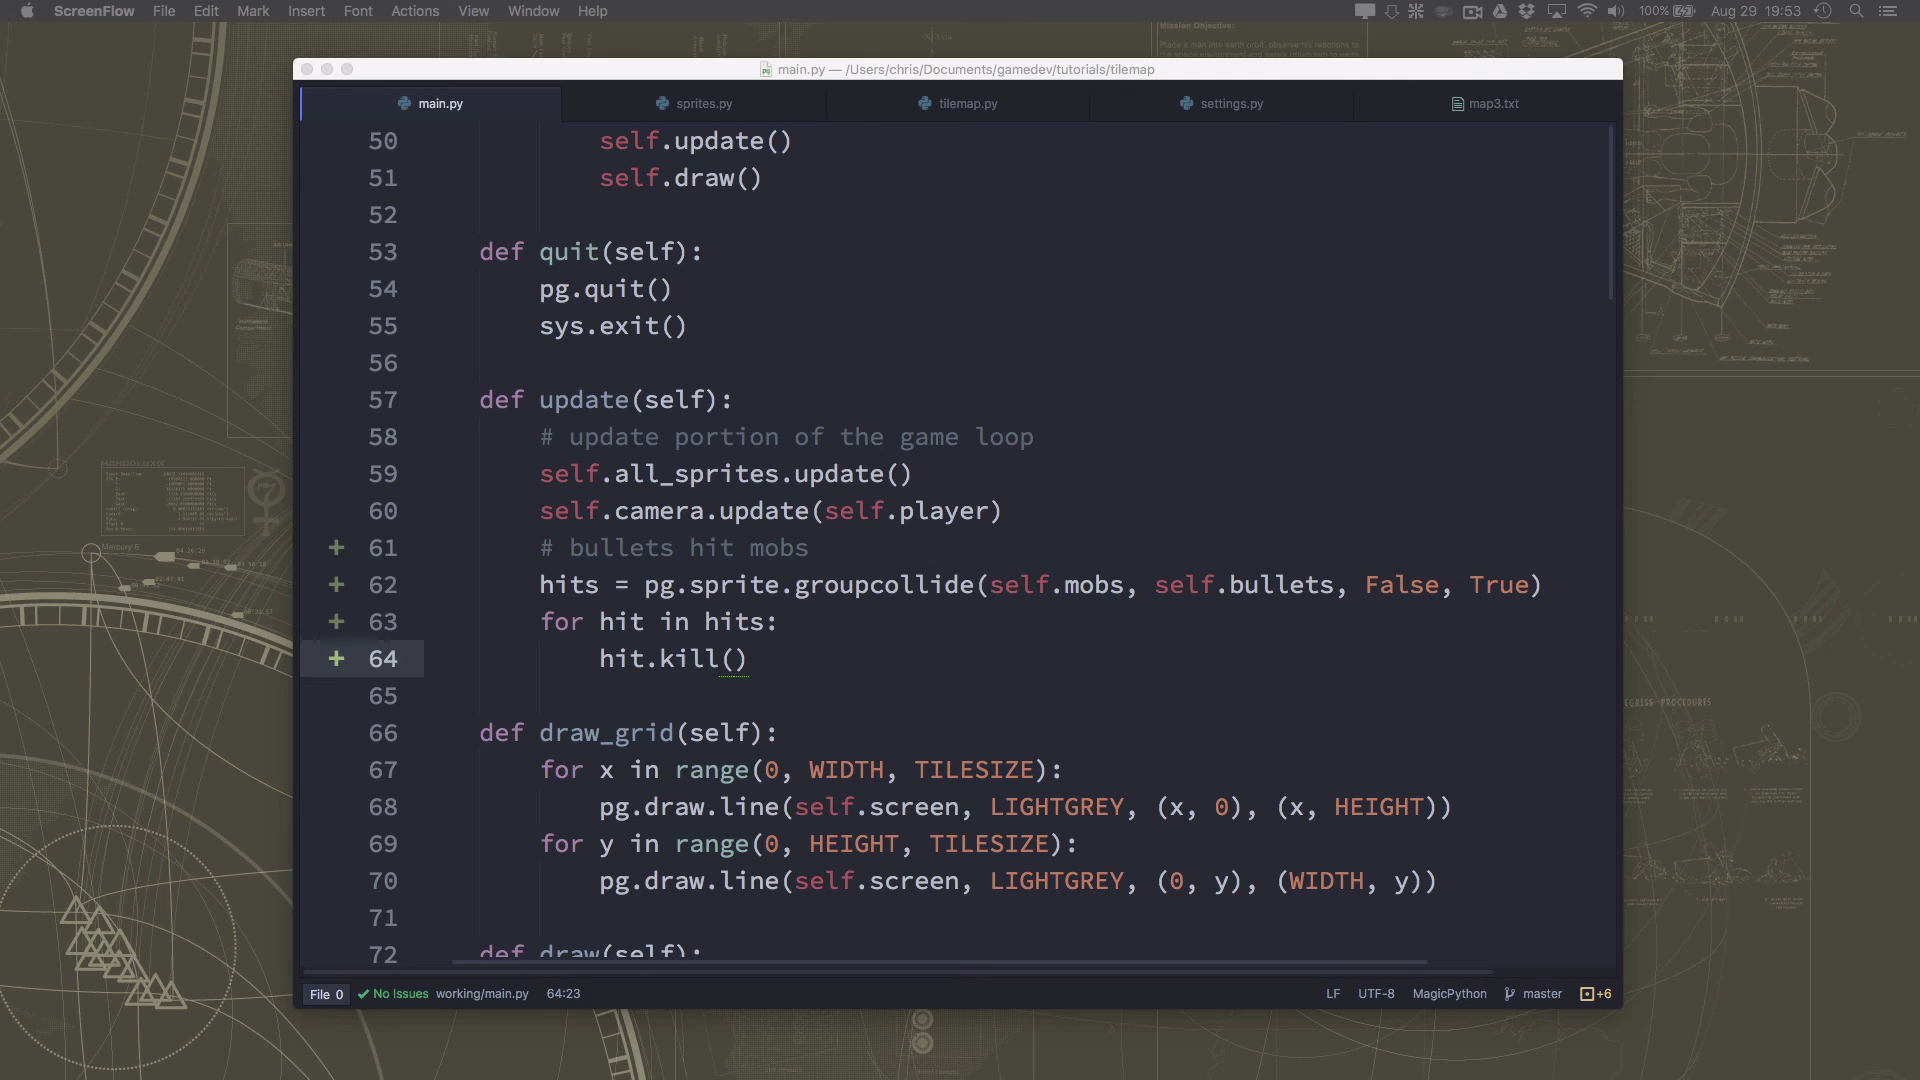 ScreenFlow File Edit Mark Insert Font Actions View Window Help 100% Aug 29 19:53
Mission Objective:
main.py — /Users/chris/Documents/gamedev/tutorials/tilemap
main.py sprites.py tilemap.py settings.py map3.txt
50 self.update()
51 self.draw()
52
53 def quit(self):
54 pg.quit()
55 sys.exit()
56
57 def update(self):
58 # update portion of the game loop
59 self.all_sprites.update()
60 self.camera.update(self.player)
+ 61 # bullets hit mobs
+ 62 hits = pg.sprite.groupcollide(self.mobs, self.bullets, False, True)
+ 63 for hit in hits:
+ 64 hit.kill()
65
66 def draw_grid(self):
67 for x in range(0, WIDTH, TILESIZE):
68 pg.draw.line(self.screen, LIGHTGREY, (x, 0), (x, HEIGHT))
69 for y in range(0, HEIGHT, TILESIZE):
70 pg.draw.line(self.screen, LIGHTGREY, (0, y), (WIDTH, y))
71
72 def draw(self):
File 0 No Issues working/main.py 64:23 LF UTF-8 MagicPython master +6